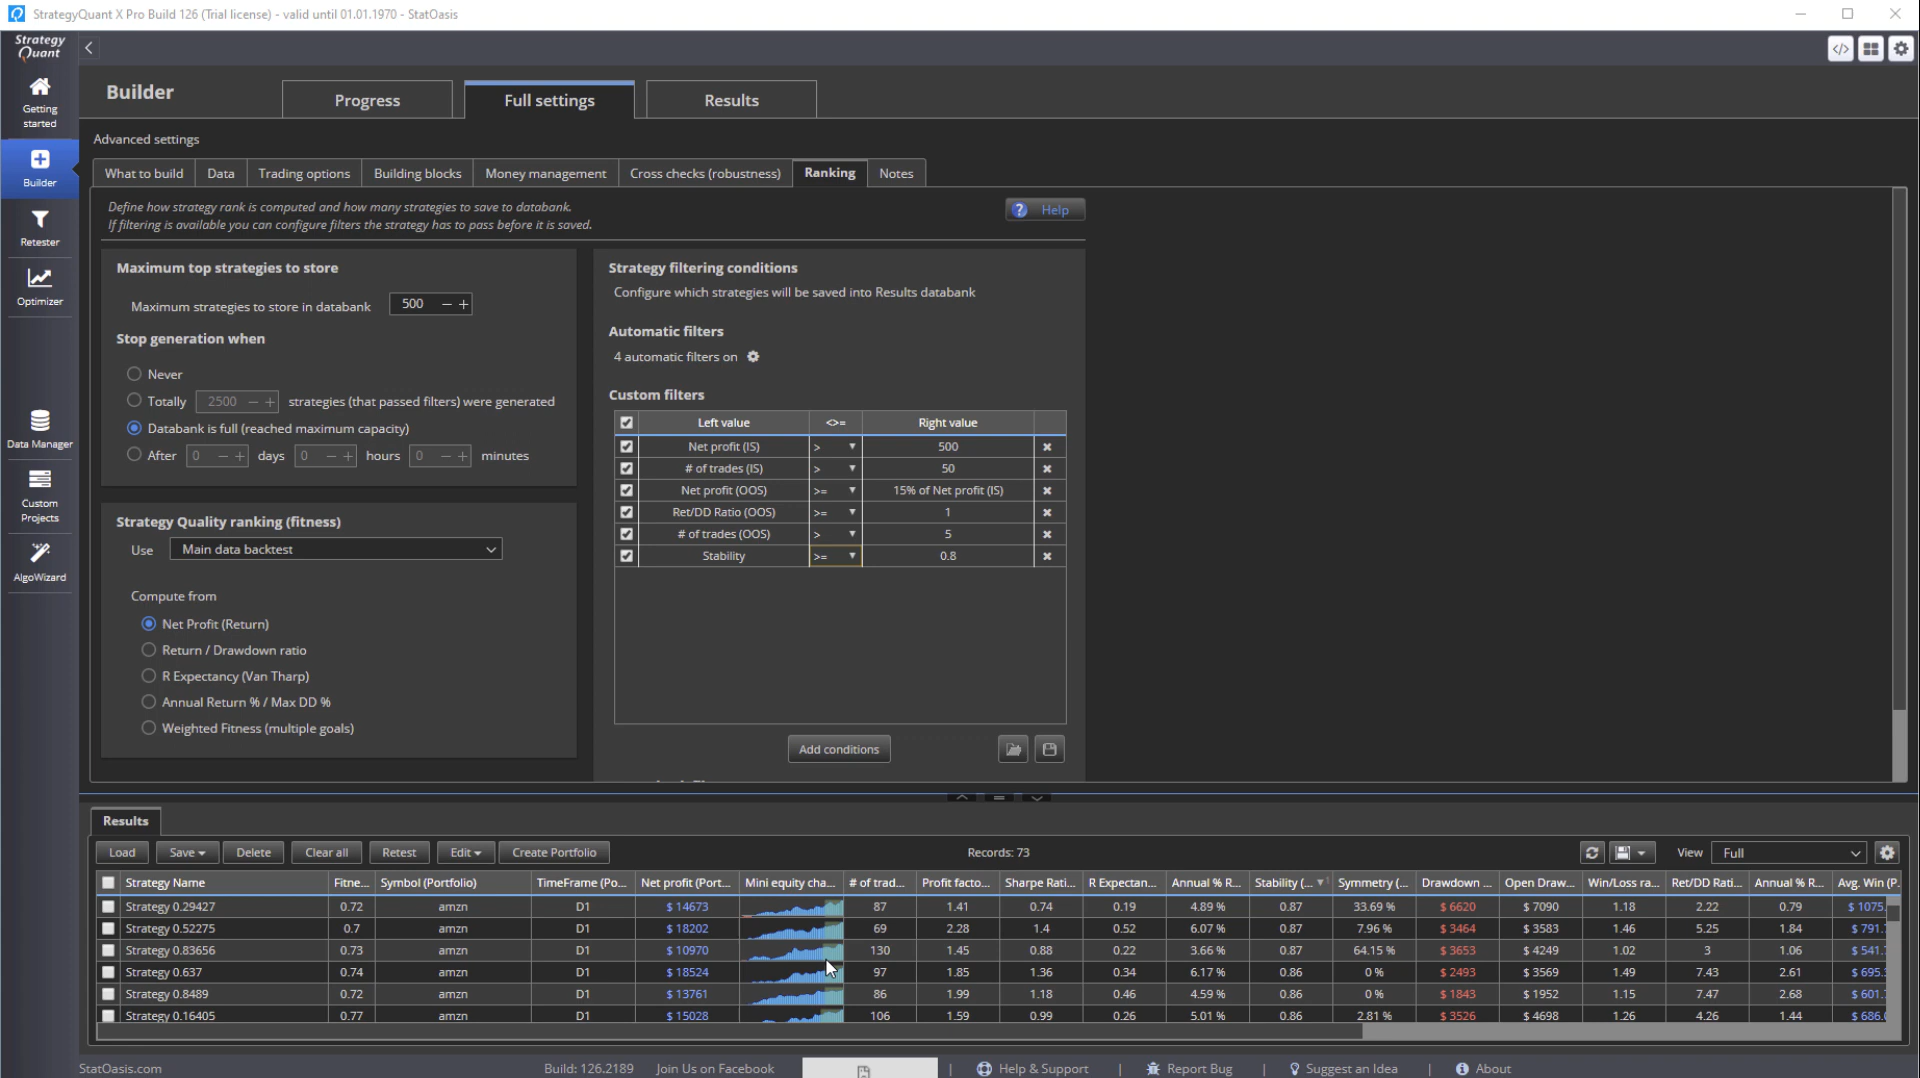 StrategyQuant X Pro Build 126 (Trial license) - valid until 01.01.1970 - StatOasis
Strategy
Quant
Getting
started
Builder
Retester
Optimizer
Data Manager
Custom
Projects
AlgoWizard
Builder
Progress
Full settings
Results
Advanced settings
What to build
Data
Trading options
Building blocks
Money management
Cross checks (robustness)
Ranking
Notes
Define how strategy rank is computed and how many strategies to save to databank.
If filtering is available you can configure filters the strategy has to pass before it is saved.
? Help
Maximum top strategies to store
Maximum strategies to store in databank 500 - +
Stop generation when
Never
Totally 2500 - + strategies (that passed filters) were generated
Databank is full (reached maximum capacity)
After 0 - + days 0 - + hours 0 - + minutes
Strategy Quality ranking (fitness)
Use Main data backtest
Compute from
Net Profit (Return)
Return / Drawdown ratio
R Expectancy (Van Tharp)
Annual Return % / Max DD %
Weighted Fitness (multiple goals)
Strategy filtering conditions
Configure which strategies will be saved into Results databank
Automatic filters
4 automatic filters on
Custom filters
Left value <>= Right value
Net profit (IS) > 500
# of trades (IS) > 50
Net profit (OOS) >= 15% of Net profit (IS)
Ret/DD Ratio (OOS) >= 1
# of trades (OOS) > 5
Stability >= 0.8
Add conditions
Results
Load Save Delete Clear all Retest Edit Create Portfolio Records: 73 View Full
Strategy Name Fitne... Symbol (Portfolio) TimeFrame (Po... Net profit (Port... Mini equity cha... # of trad... Profit facto... Sharpe Rati... R Expectan... Annual % R... Stability (... Symmetry (... Drawdown ... Open Draw... Win/Loss ra... Ret/DD Rati... Annual % R... Avg. Win (P.
Strategy 0.29427 0.72 amzn D1 $ 14673 87 1.41 0.74 0.19 4.89 % 0.87 33.69 % $ 6620 $ 7090 1.18 2.22 0.79 $ 1075.
Strategy 0.52275 0.7 amzn D1 $ 18202 69 2.28 1.4 0.52 6.07 % 0.87 7.96 % $ 3464 $ 3583 1.46 5.25 1.84 $ 791.
Strategy 0.83656 0.73 amzn D1 $ 10970 130 1.45 0.88 0.22 3.66 % 0.87 64.15 % $ 3653 $ 4249 1.02 3 1.06 $ 541.
Strategy 0.637 0.74 amzn D1 $ 18524 97 1.85 1.36 0.34 6.17 % 0.86 0 % $ 2493 $ 3569 1.49 7.43 2.61 $ 695.
Strategy 0.8489 0.72 amzn D1 $ 13761 86 1.99 1.18 0.46 4.59 % 0.86 0 % $ 1843 $ 1952 1.15 7.47 2.68 $ 601.
Strategy 0.16405 0.77 amzn D1 $ 15028 106 1.59 0.99 0.26 5.01 % 0.86 2.81 % $ 3526 $ 4698 1.26 4.26 1.44 $ 686.
StatOasis.com Build: 126.2189 Join Us on Facebook | Help & Support | Report Bug | Suggest an Idea | About